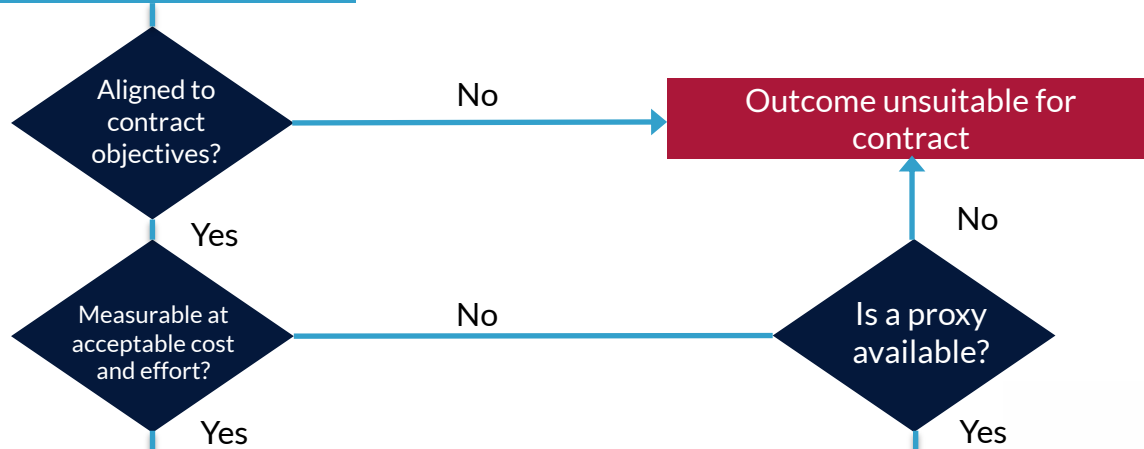 Aligned to
contract
objectives?
No
Outcome unsuitable for
contract
Yes
No
Measurable at
acceptable cost
and effort?
No
Is a proxy
available?
Yes
Yes